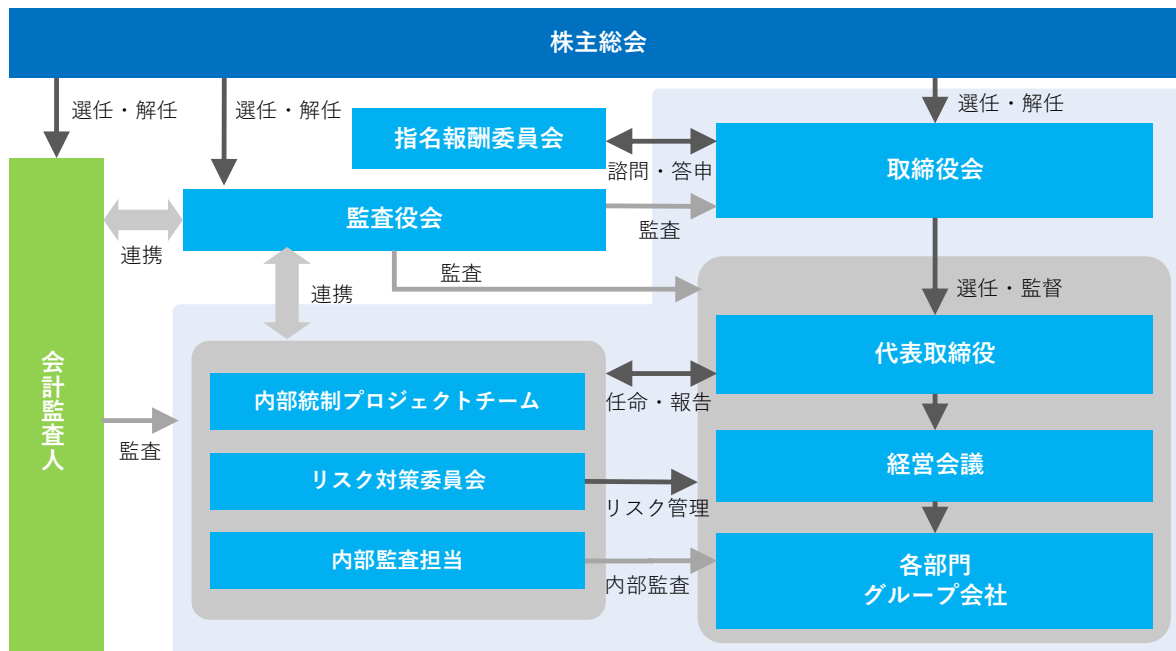 株主総会
選任・解任
選任・解任
選任・解任
指名報酬委員会
諮問・答申
取締役会
監査役会
監査
連携
監査
連携
選任・監督
会計監査人
監査
内部統制プロジェクトチーム
リスク対策委員会
内部監査担当
任命・報告
リスク管理
内部監査
代表取締役
経営会議
各部門
グループ会社